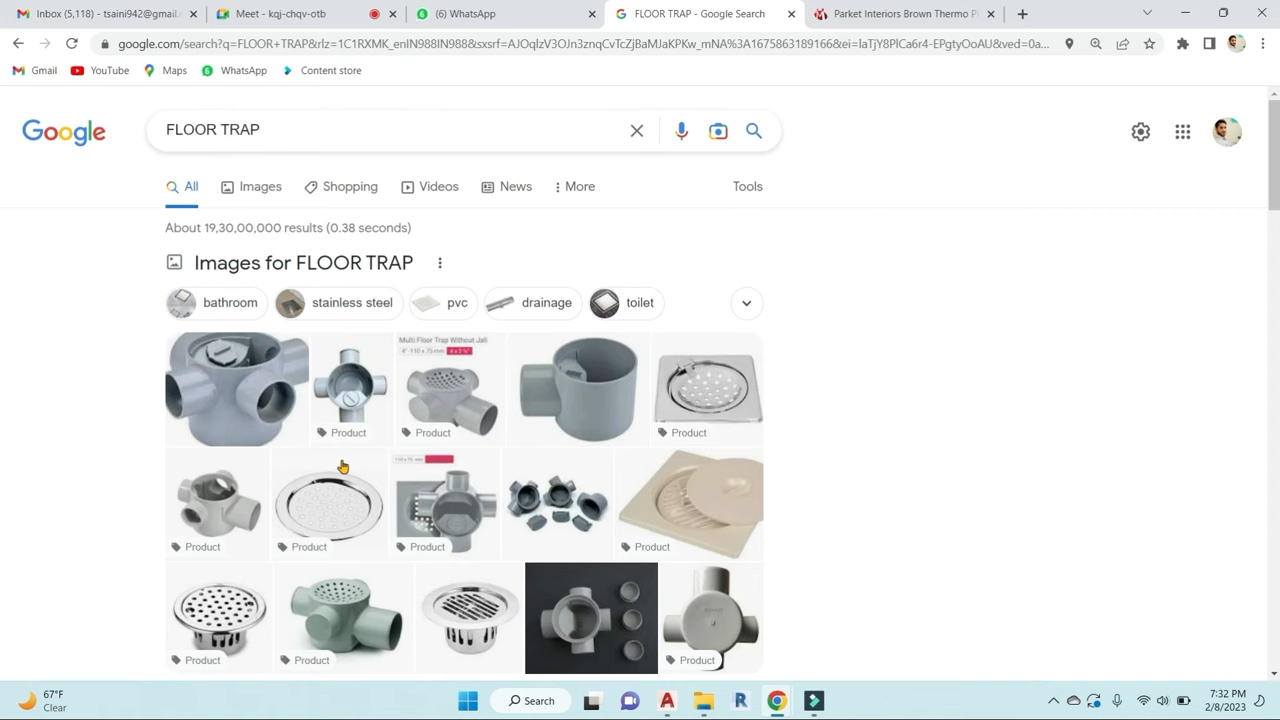 Inbox (5,118) - tsaini942@gmail.
Meet - kqj-chqv-otb
(6) WhatsApp
FLOOR TRAP - Google Search
Parket Interiors Brown Thermo P
google.com/search?q=FLOOR+TRAP&rlz=1C1RXMK_enIN988IN988&sxsrf=AJOqlzV3OJn3znqCvTcZjBaMJaKPKw_mNA%3A1675863189166&ei=laTjY8PlCa6r4-EPgtyOoAU&ved=0a...
Gmail
YouTube
Maps
WhatsApp
Content store
Google
FLOOR TRAP
All
Images
Shopping
Videos
News
More
Tools
About 19,30,00,000 results (0.38 seconds)
Images for FLOOR TRAP
bathroom
stainless steel
pvc
drainage
toilet
Multi Floor Trap Without Jali
Product
Product
Product
Product
Product
Product
Product
Product
Product
Product
67°F
Clear
Search
7:32 PM
2/8/2023